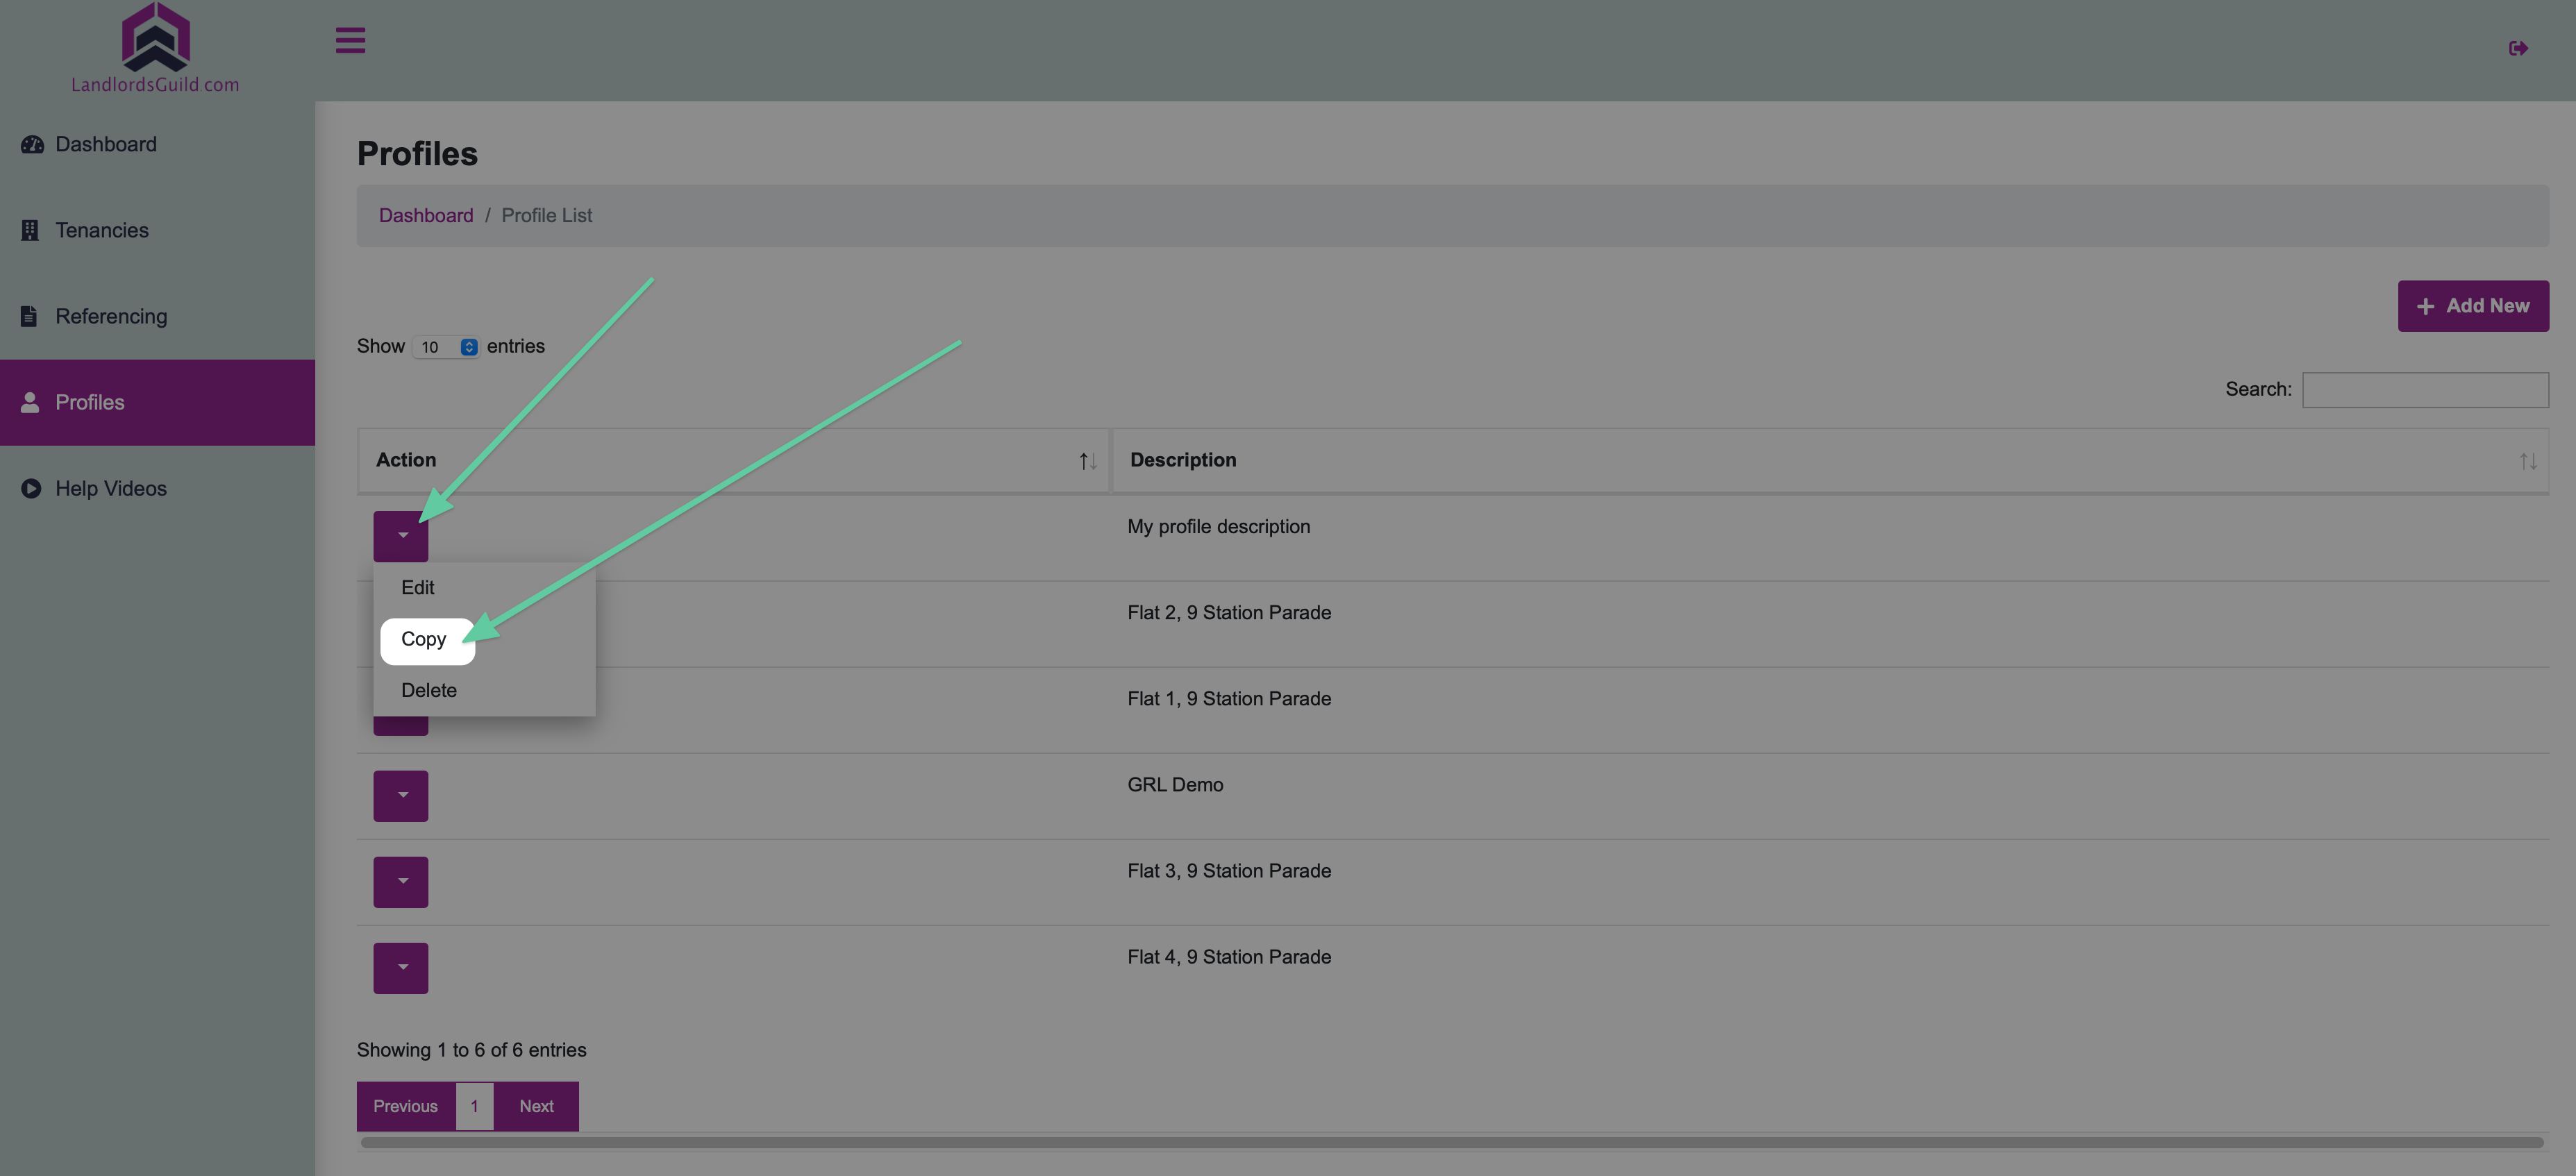 LandlordsGuild.com
Dashboard
Tenancies
Referencing
Profiles
Help Videos
Profiles
Dashboard / Profile List
Add New
Show 10 entries
Search:
Action
Description
My profile description
Edit
Copy
Delete
Flat 2, 9 Station Parade
Flat 1, 9 Station Parade
GRL Demo
Flat 3, 9 Station Parade
Flat 4, 9 Station Parade
Showing 1 to 6 of 6 entries
Previous 1 Next